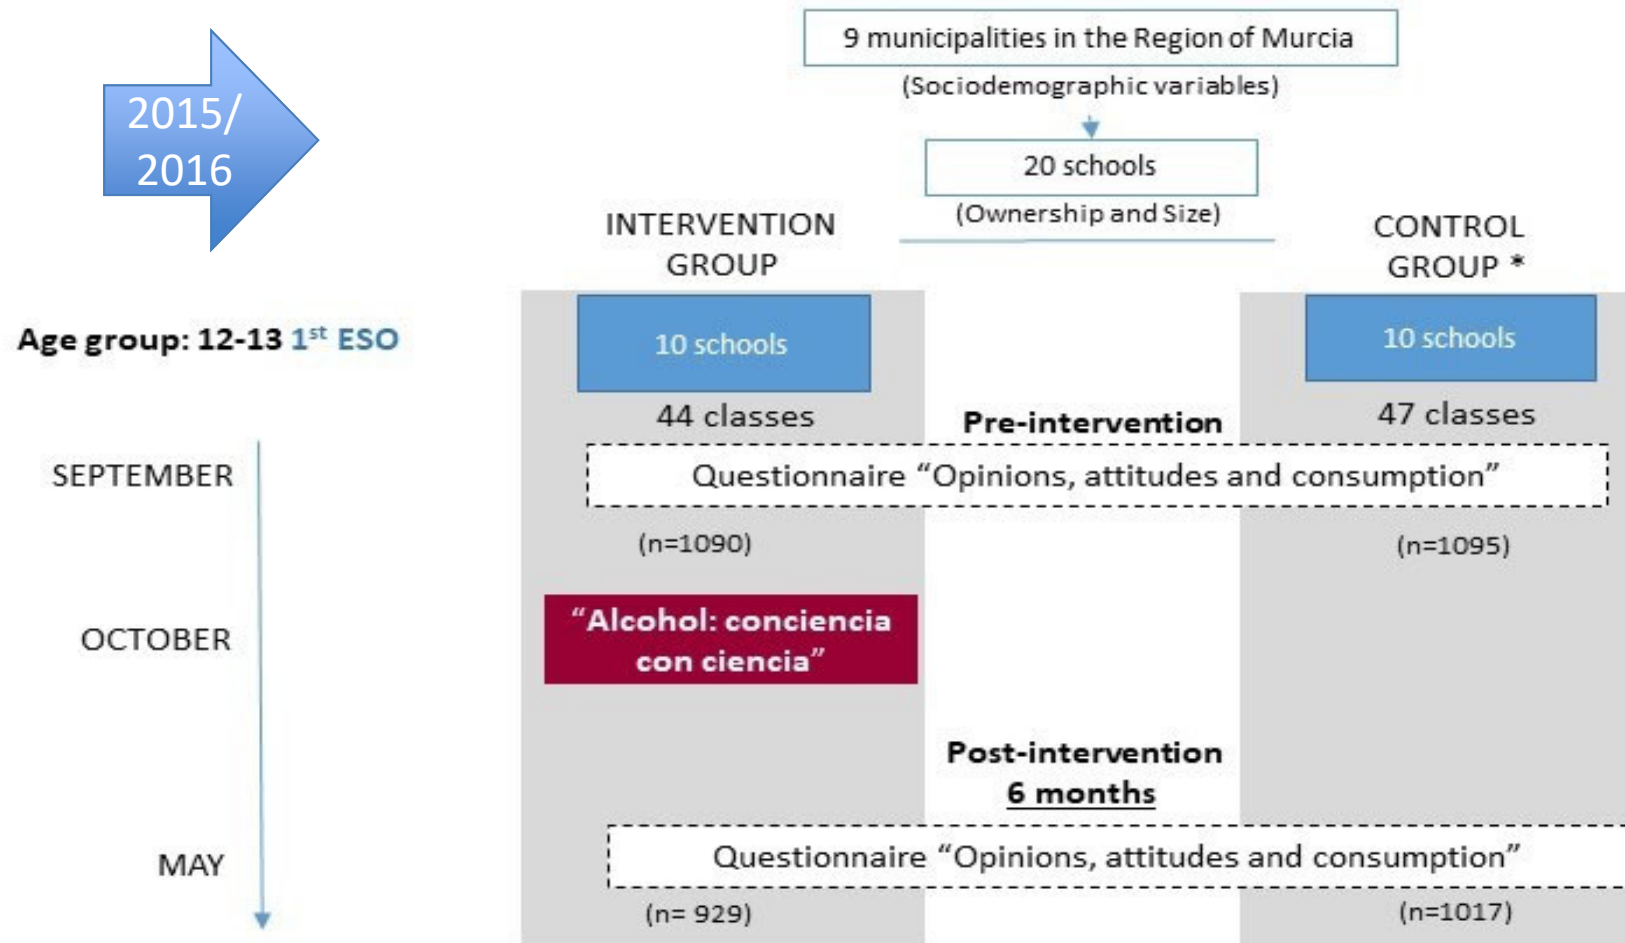 2015/
2016
9 municipalities in the Region of Murcia
(Sociodemographic variables)
20 schools
(Ownership and Size)
INTERVENTION
GROUP
CONTROL
GROUP *
Age group: 12-13 1st ESO
10 schools
10 schools
44 classes
Pre-intervention
47 classes
SEPTEMBER
Questionnaire “Opinions, attitudes and consumption”
(n=1090)
(n=1095)
OCTOBER
“Alcohol: conciencia
con ciencia”
Post-intervention
6 months
MAY
Questionnaire “Opinions, attitudes and consumption”
(n= 929)
(n=1017)